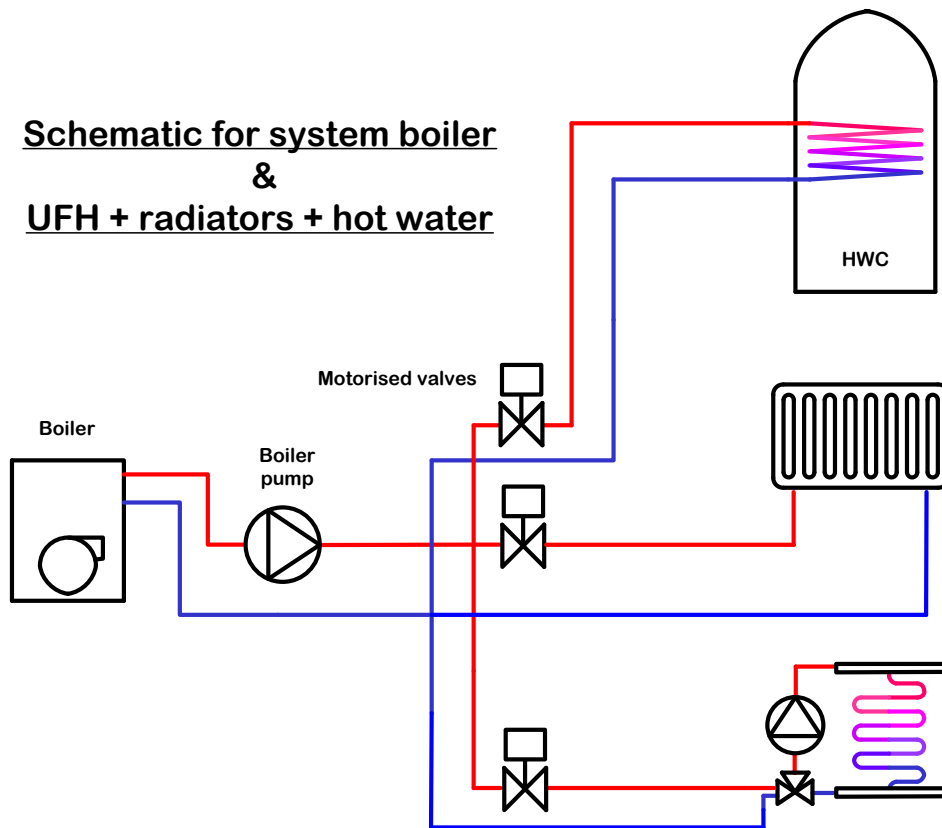 Schematic for system boiler
&
UFH + radiators + hot water
HWC
Motorised valves
Boiler
Boiler
pump